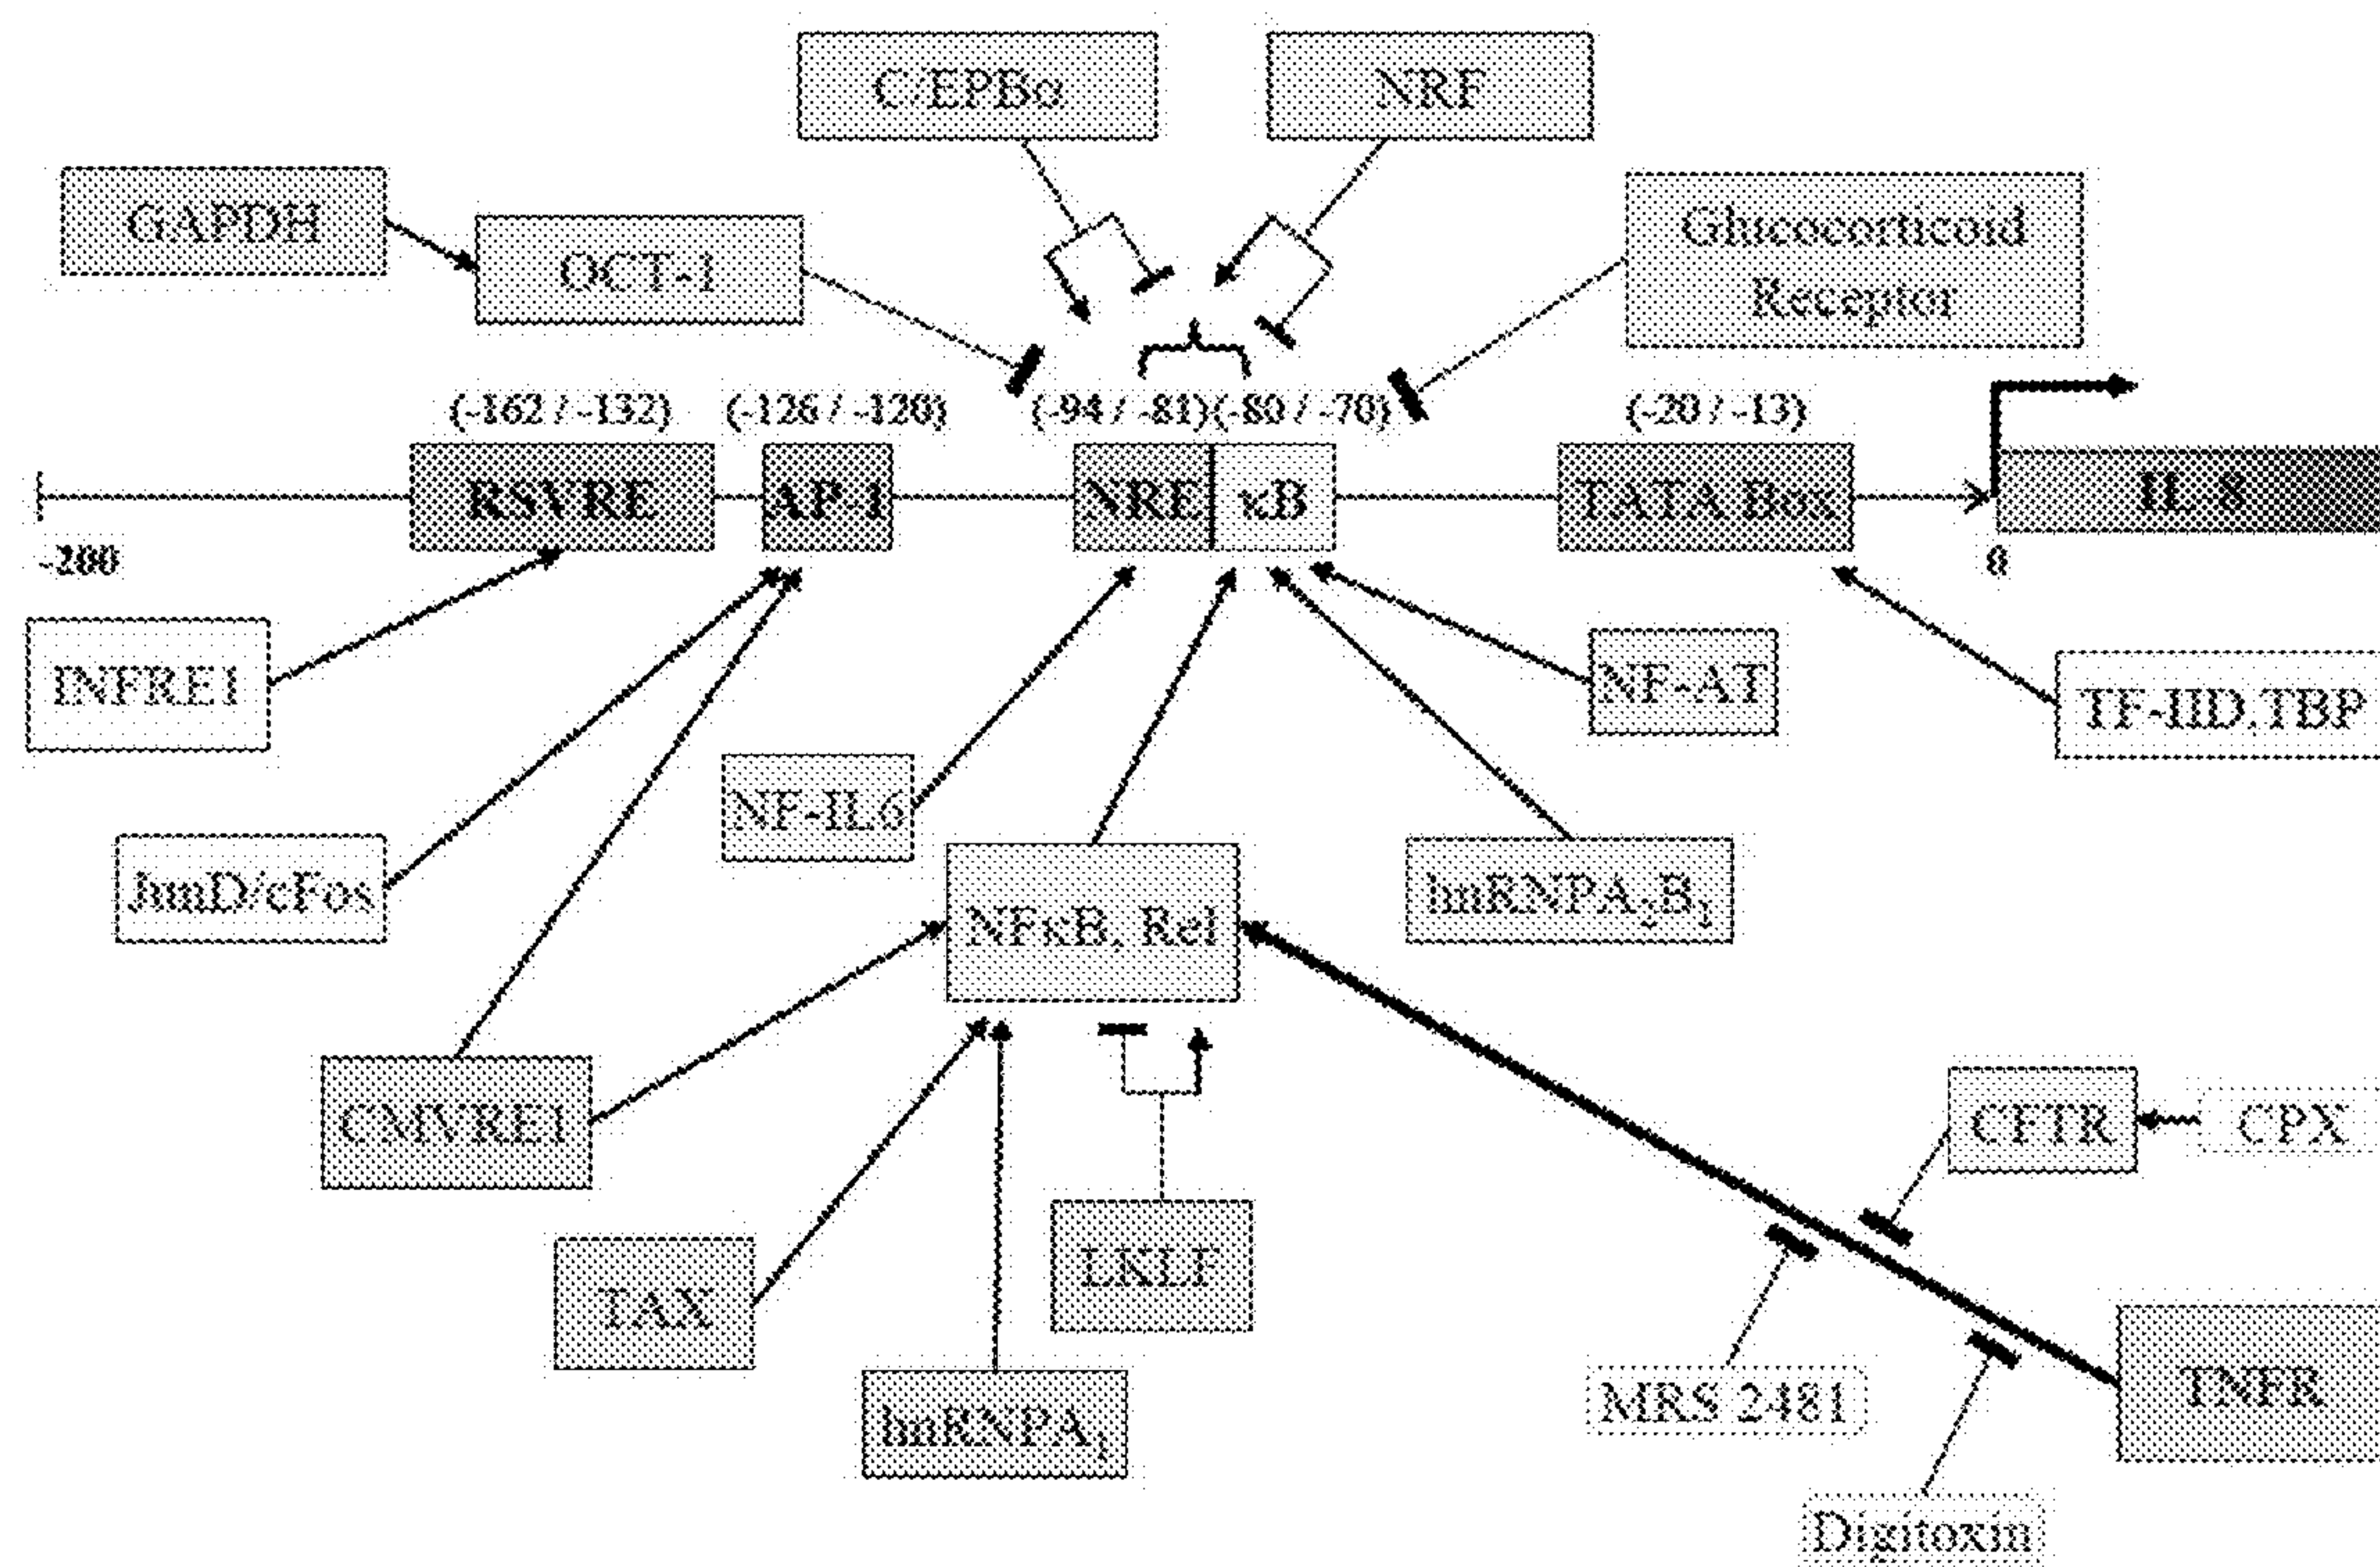 C/EPBα
NRF
GAPDH
OCT-1
Glucocorticoid
Receptor
(-162 / -132)
(-126 / -120)
(-94 / -81)
(-80 / -70)
(-20 / -13)
RSVRE
AP-1
NRE
κB
TATA Box
IL-8
-200
0
INFRE1
NF-AT
TF-IID,TBP
NF-IL6
JunD/cFos
hnRNPA₂B₁
NFκB, Rel
CMVRE1
CFTR
CPX
TAX
LKLF
hnRNPA₁
MRS 2481
TNFR
Digitoxin